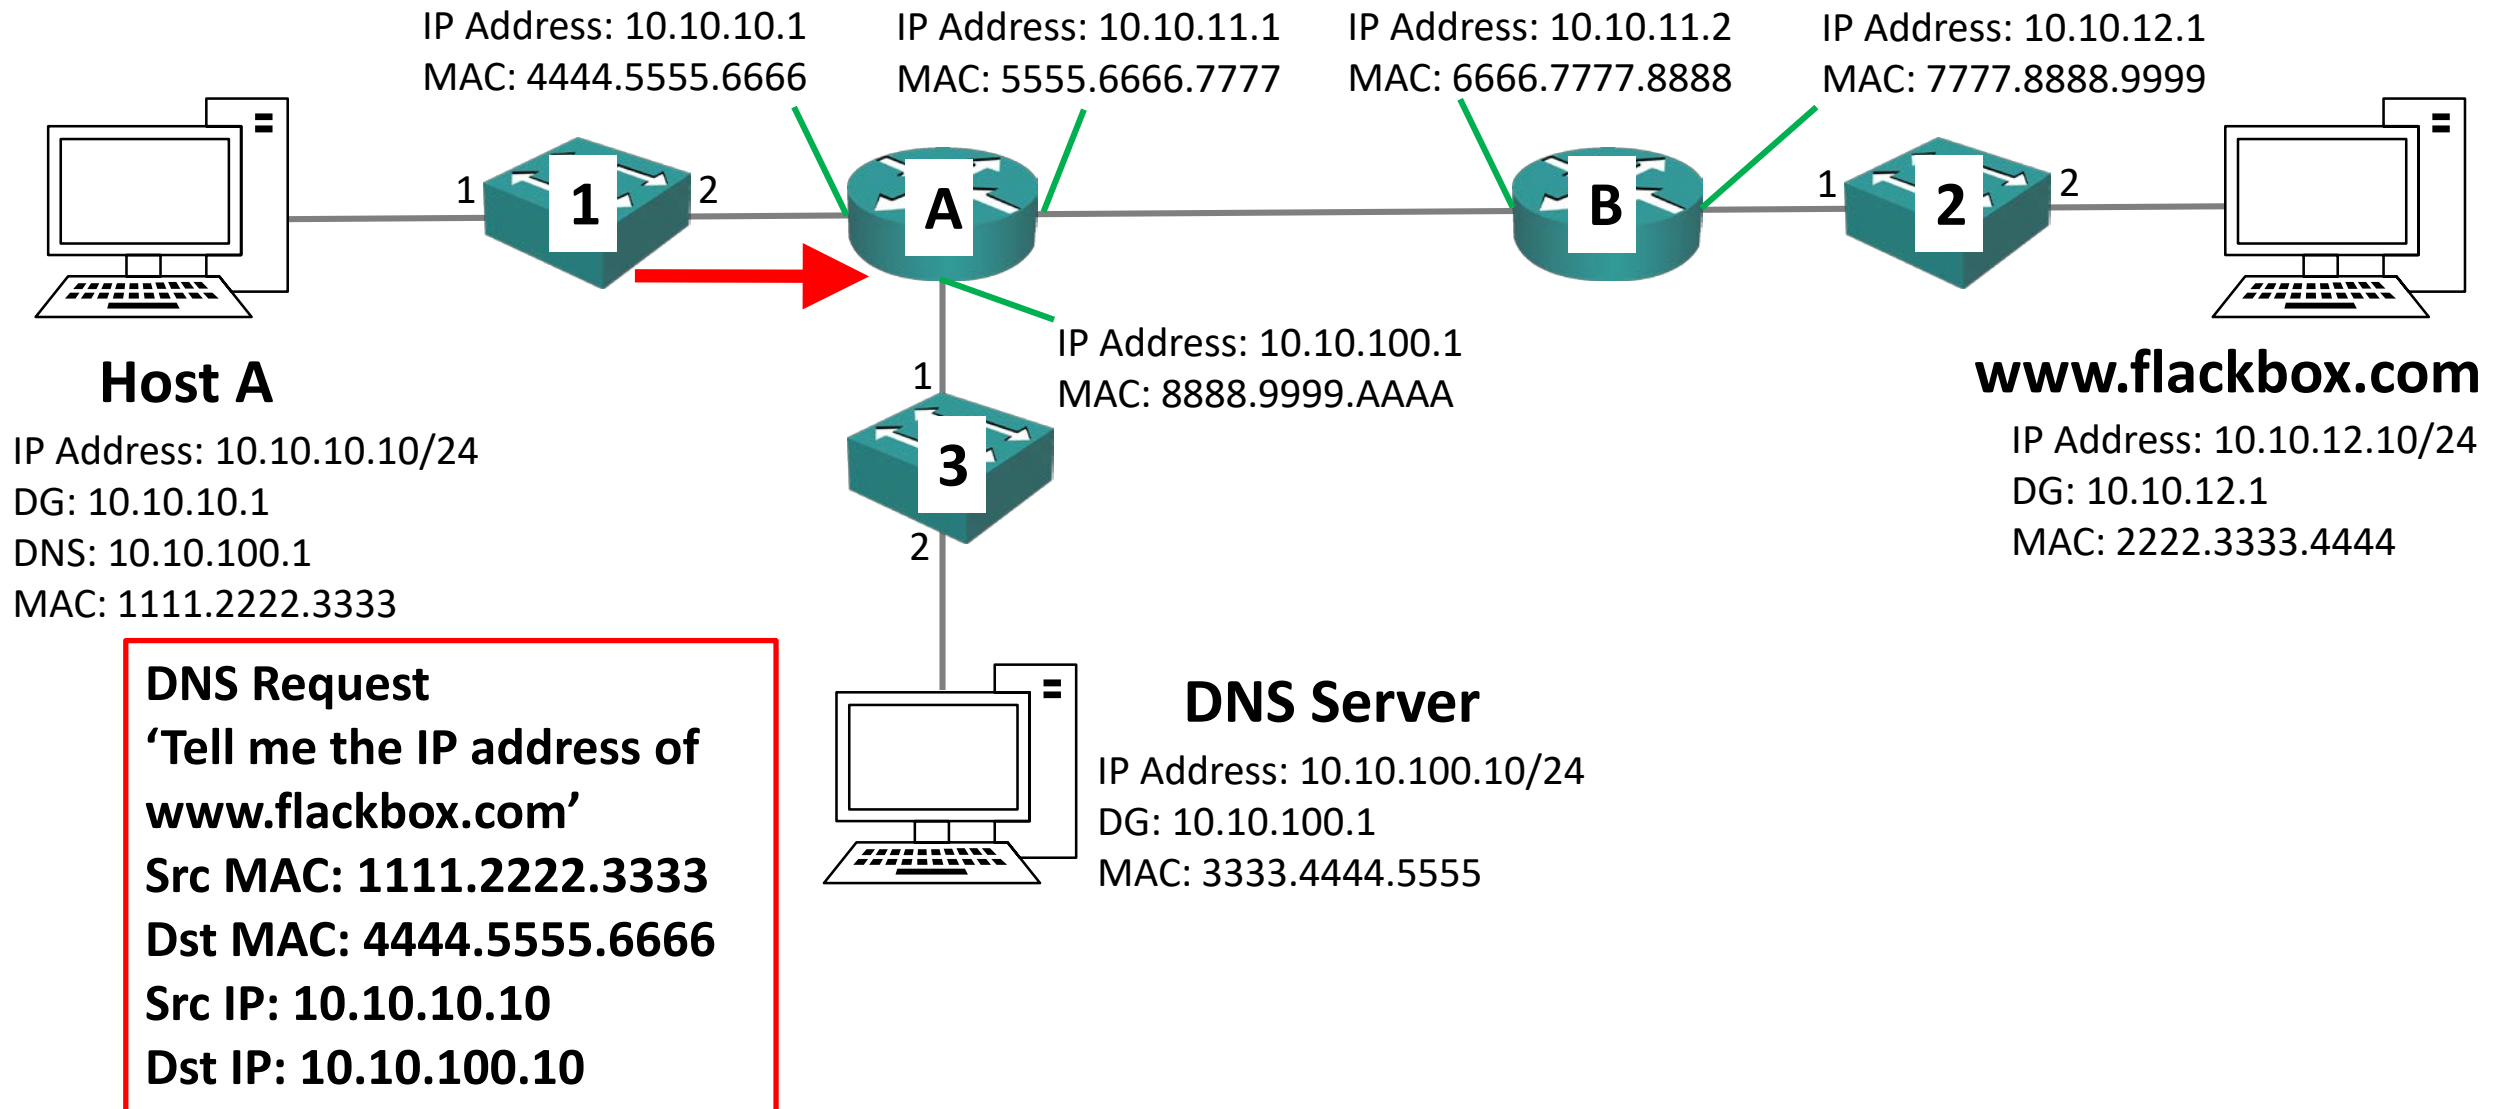 IP Address: 10.10.10.1
MAC: 4444.5555.6666
IP Address: 10.10.11.1
MAC: 5555.6666.7777
IP Address: 10.10.11.2
MAC: 6666.7777.8888
IP Address: 10.10.12.1
MAC: 7777.8888.9999
1
1
2
A
B
1
2
2
IP Address: 10.10.100.1
MAC: 8888.9999.AAAA
1
3
2
Host A
IP Address: 10.10.10.10/24
DG: 10.10.10.1
DNS: 10.10.100.1
MAC: 1111.2222.3333
www.flackbox.com
IP Address: 10.10.12.10/24
DG: 10.10.12.1
MAC: 2222.3333.4444
DNS Request
‘Tell me the IP address of
www.flackbox.com’
Src MAC: 1111.2222.3333
Dst MAC: 4444.5555.6666
Src IP: 10.10.10.10
Dst IP: 10.10.100.10
DNS Server
IP Address: 10.10.100.10/24
DG: 10.10.100.1
MAC: 3333.4444.5555